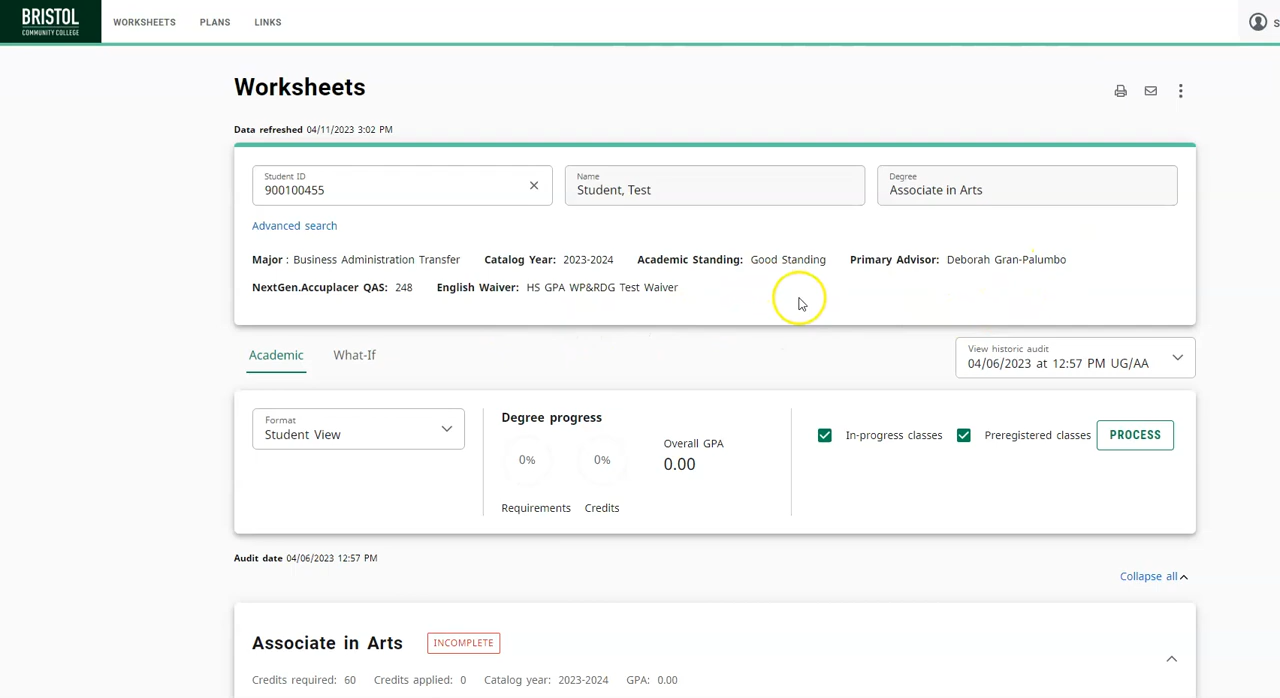 BRISTOL
COMMUNITY COLLEGE
WORKSHEETS PLANS LINKS S
Worksheets
Data refreshed 04/11/2023 3:02 PM
Student ID
900100455
Name
Student, Test
Degree
Associate in Arts
Advanced search
Major : Business Administration Transfer Catalog Year: 2023-2024 Academic Standing: Good Standing Primary Advisor: Deborah Gran-Palumbo
NextGen.Accuplacer QAS: 248 English Waiver: HS GPA WP&RDG Test Waiver
Academic What-If
View historic audit
04/06/2023 at 12:57 PM UG/AA
Format
Student View
Degree progress
0% 0%
Requirements Credits
Overall GPA
0.00
In-progress classes Preregistered classes PROCESS
Audit date 04/06/2023 12:57 PM
Collapse all
Associate in Arts INCOMPLETE
Credits required: 60 Credits applied: 0 Catalog year: 2023-2024 GPA: 0.00